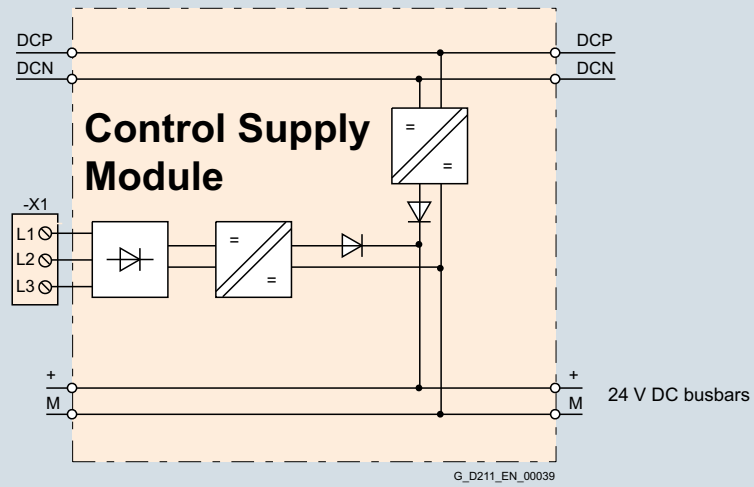 DCP
DCP
DCN
DCN
Control Supply
Module
=
=
-X1
L1
=
L2
L3
=
+
+
24 V DC busbars
M
M
G_D211_EN_00039